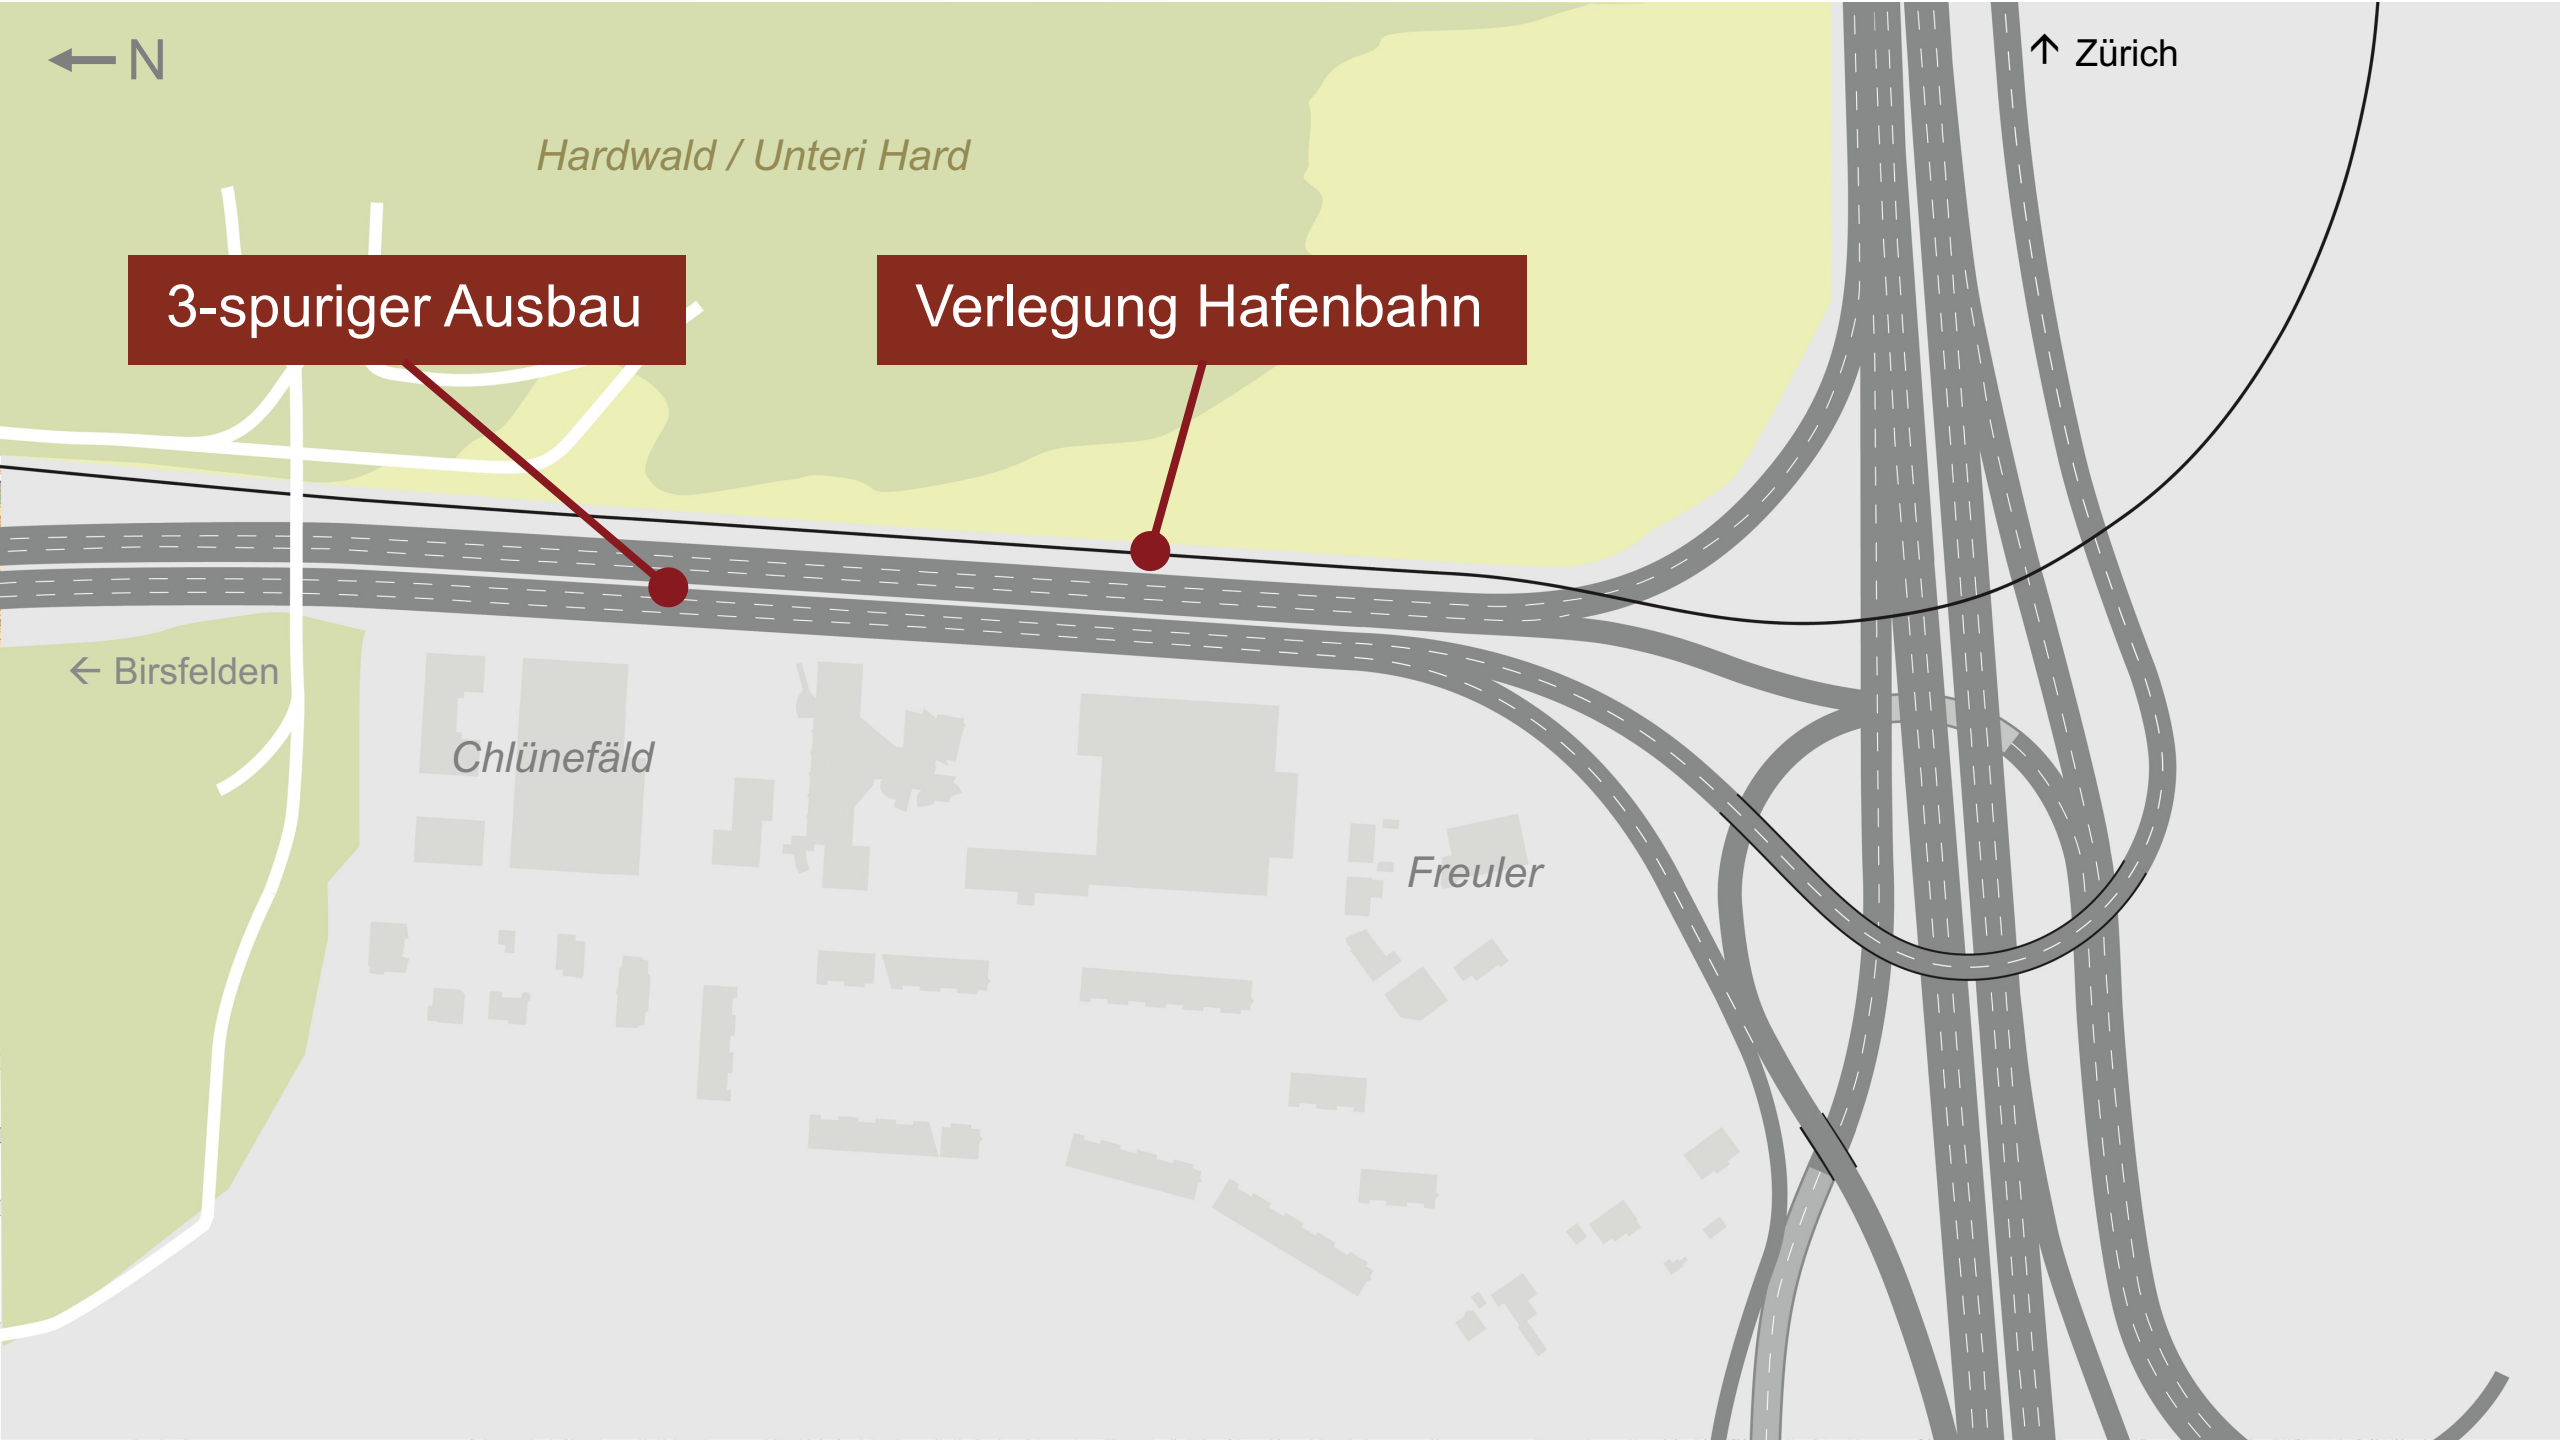 ← N
↑ Zürich
Hardwald / Unteri Hard
3-spuriger Ausbau
Verlegung Hafenbahn
← Birsfelden
Chlünefäld
Freuler